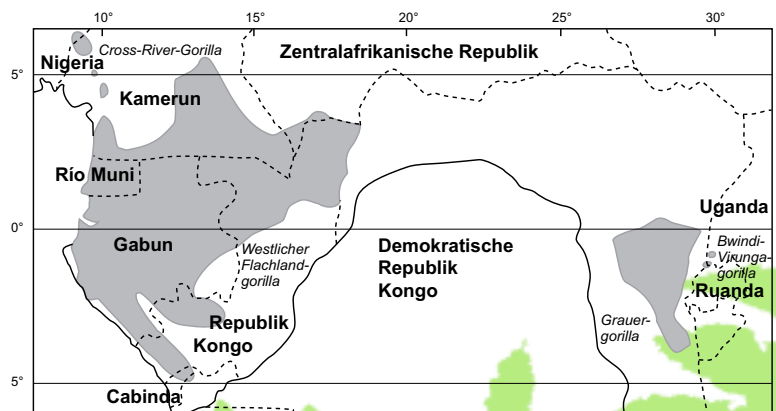 10°
15°
20°
25°
30°
Cross-River-Gorilla
Nigeria
Zentralafrikanische Republik
5°
Kamerun
Río Muni
Uganda
0°
Gabun
Westlicher
Flachland-
gorilla
Demokratische
Republik
Kongo
Bwindi-
Virunga-
gorilla
Ruanda
Republik
Kongo
Grauer-
gorilla
5°
Cabinda